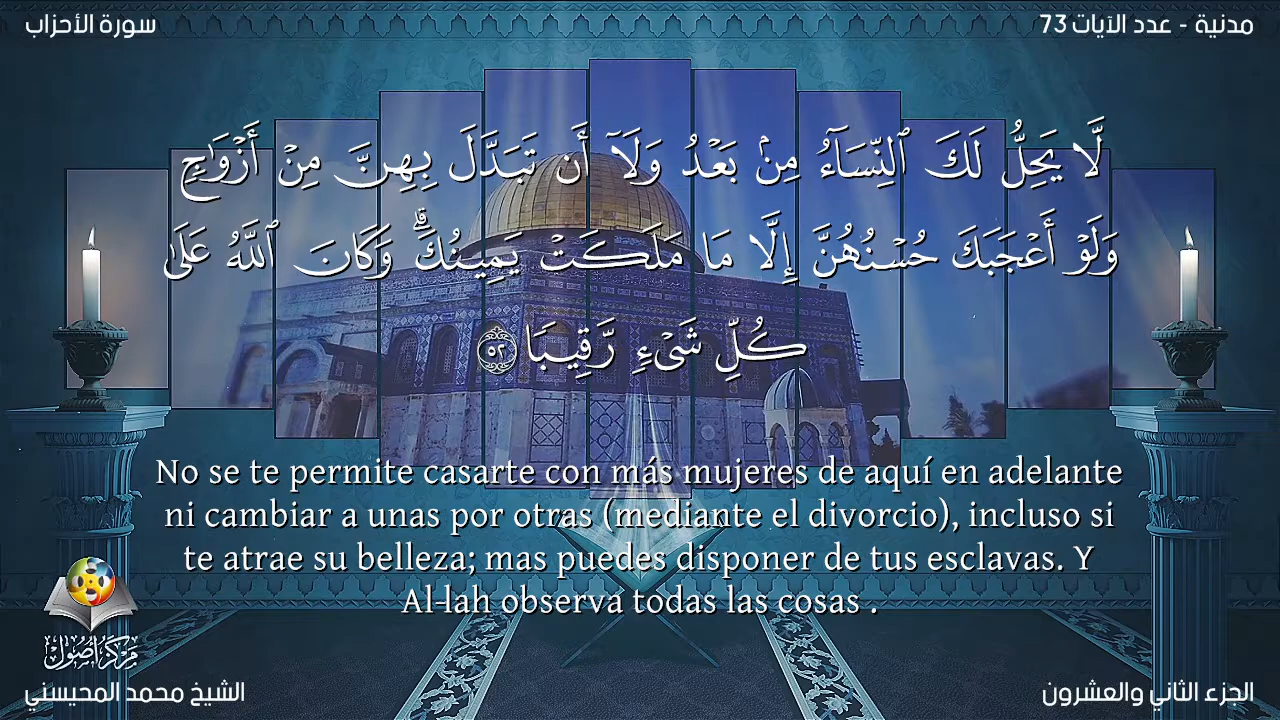 سورة الأحزاب
مدنية - عدد الآيات 73
لَّا يَحِلُّ لَكَ ٱلنِّسَآءُ مِنۢ بَعْدُ وَلَآ أَن تَبَدَّلَ بِهِنَّ مِنْ أَزْوَٰجٍ
وَلَوْ أَعْجَبَكَ حُسْنُهُنَّ إِلَّا مَا مَلَكَتْ يَمِينُكَ ۗ وَكَانَ ٱللَّهُ عَلَىٰ
كُلِّ شَىْءٍ رَّقِيبًا ٥٢
No se te permite casarte con más mujeres de aquí en adelante
ni cambiar a unas por otras (mediante el divorcio), incluso si
te atrae su belleza; mas puedes disponer de tus esclavas. Y
Al-lah observa todas las cosas .
مركز أصول
الشيخ محمد المحيسني
الجزء الثاني والعشرون